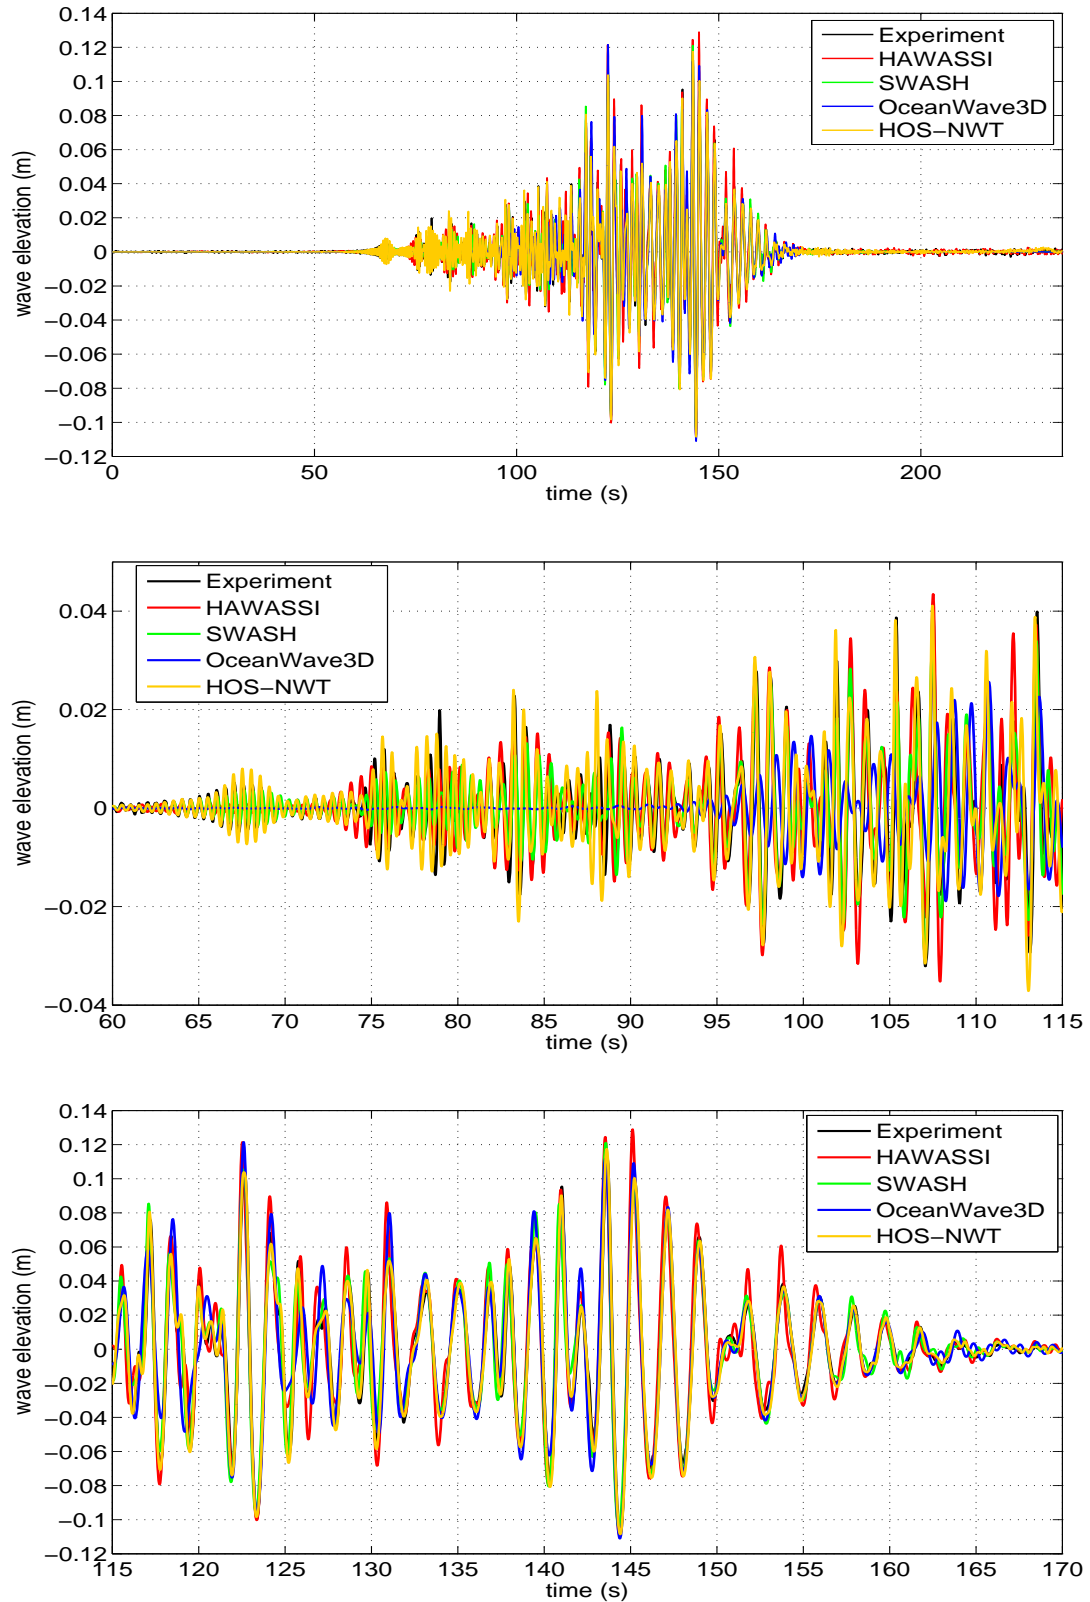 0.14
0.12
0.1
0.08
0.06
0.04
0.02
0
−0.02
−0.04
−0.06
−0.08
−0.1
−0.12
wave elevation (m)
Experiment
HAWASSI
SWASH
OceanWave3D
HOS−NWT
0 50 100 150 200
time (s)
0.04
0.02
0
−0.02
−0.04
wave elevation (m)
Experiment
HAWASSI
SWASH
OceanWave3D
HOS−NWT
60 65 70 75 80 85 90 95 100 105 110 115
time (s)
0.14
0.12
0.1
0.08
0.06
0.04
0.02
0
−0.02
−0.04
−0.06
−0.08
−0.1
−0.12
wave elevation (m)
Experiment
HAWASSI
SWASH
OceanWave3D
HOS−NWT
115 120 125 130 135 140 145 150 155 160 165 170
time (s)